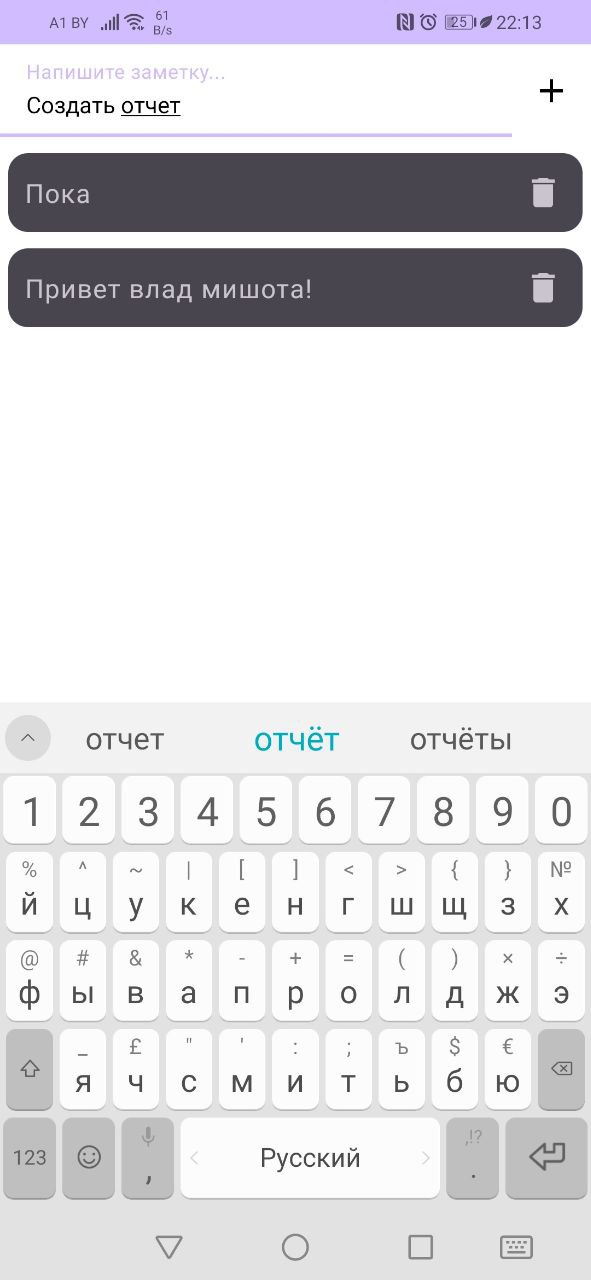 A1 BY 61 B/s 25 22:13
Напишите заметку...
Создать отчет
Пока
Привет влад мишота!
отчет отчёт отчёты
1 2 3 4 5 6 7 8 9 0
% ^ ~ | [ ] < > { } №
й ц у к е н г ш щ з х
@ # & * - + = ( ) × ÷
ф ы в а п р о л д ж э
_ £ " ' : ; ъ $ €
я ч с м и т ь б ю
,!?
123 , Русский .